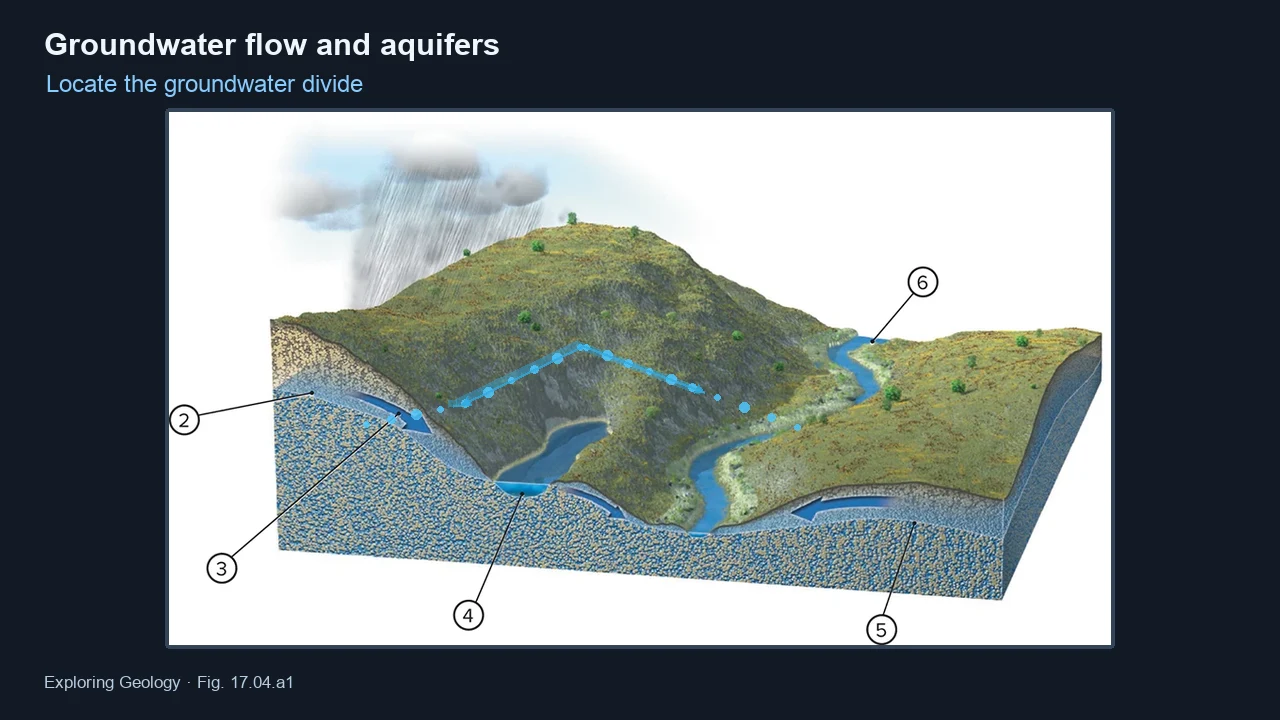 Groundwater flow and aquifers
Locate the groundwater divide
6
2
3
4
5
Exploring Geology · Fig. 17.04.a1